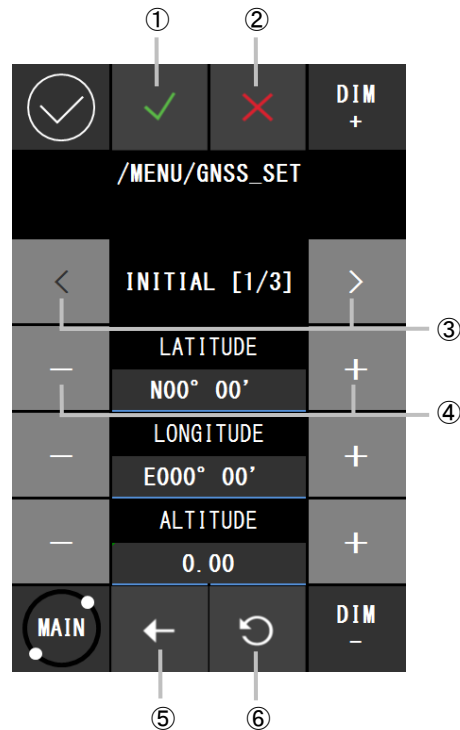 ① ②
DIM
+
/MENU/GNSS_SET
< INITIAL [1/3] >
③
LATITUDE
− N00° 00’ +
④
LONGITUDE
− E000° 00’ +
ALTITUDE
− 0.00 +
MAIN
DIM
−
⑤ ⑥